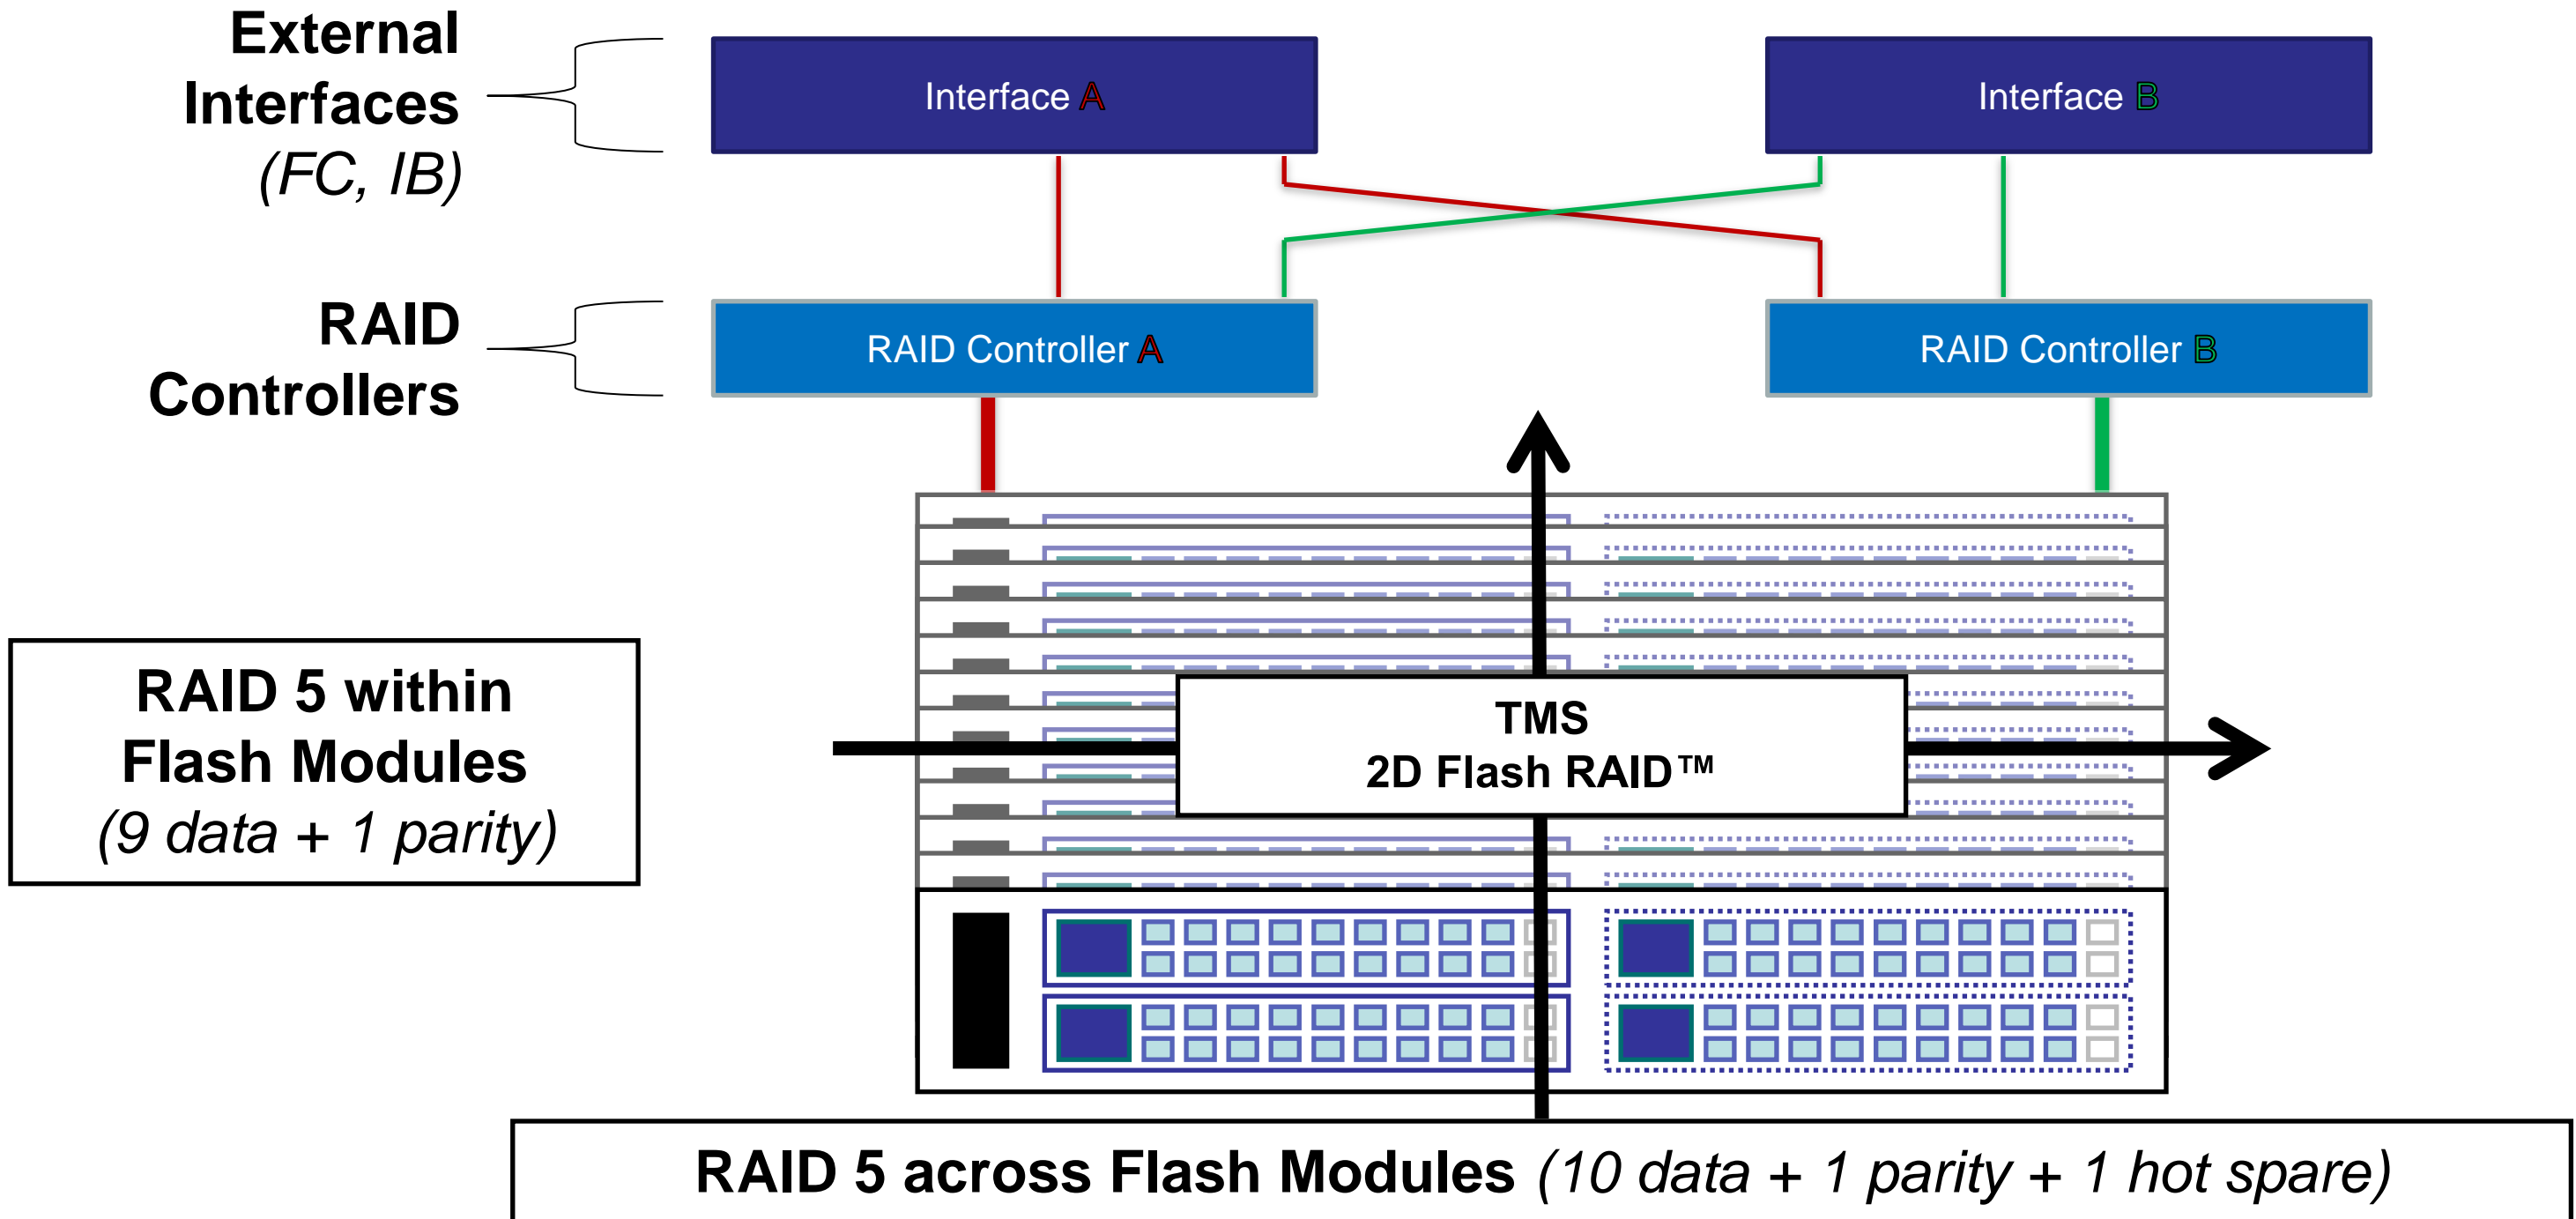 External
Interfaces
(FC, IB)
Interface A
Interface B
RAID
Controllers
RAID Controller A
RAID Controller B
RAID 5 within
Flash Modules
(9 data + 1 parity)
TMS
2D Flash RAID™
RAID 5 across Flash Modules (10 data + 1 parity + 1 hot spare)